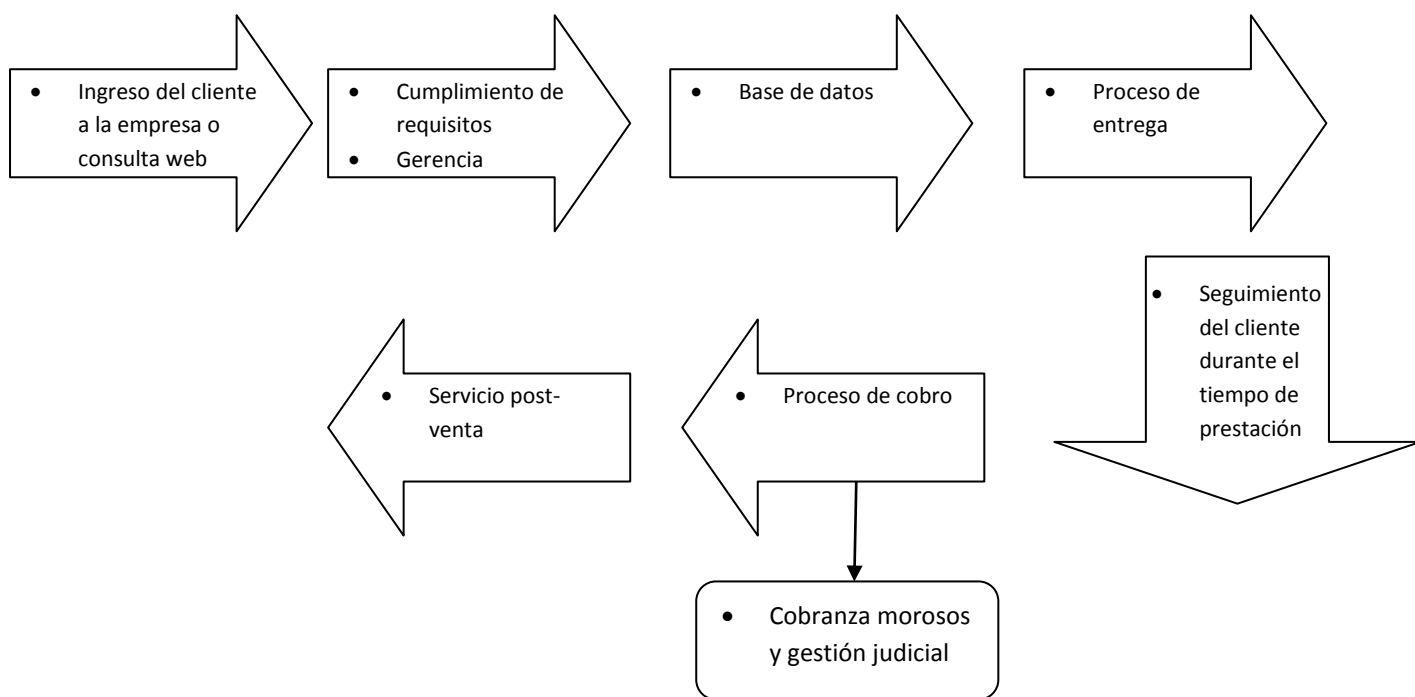 • Ingreso del cliente
a la empresa o
consulta web
• Cumplimiento de
requisitos
• Gerencia
• Base de datos
• Proceso de
entrega
• Seguimiento
del cliente
durante el
tiempo de
prestación
• Proceso de cobro
• Servicio post-
venta
• Cobranza morosos
y gestión judicial